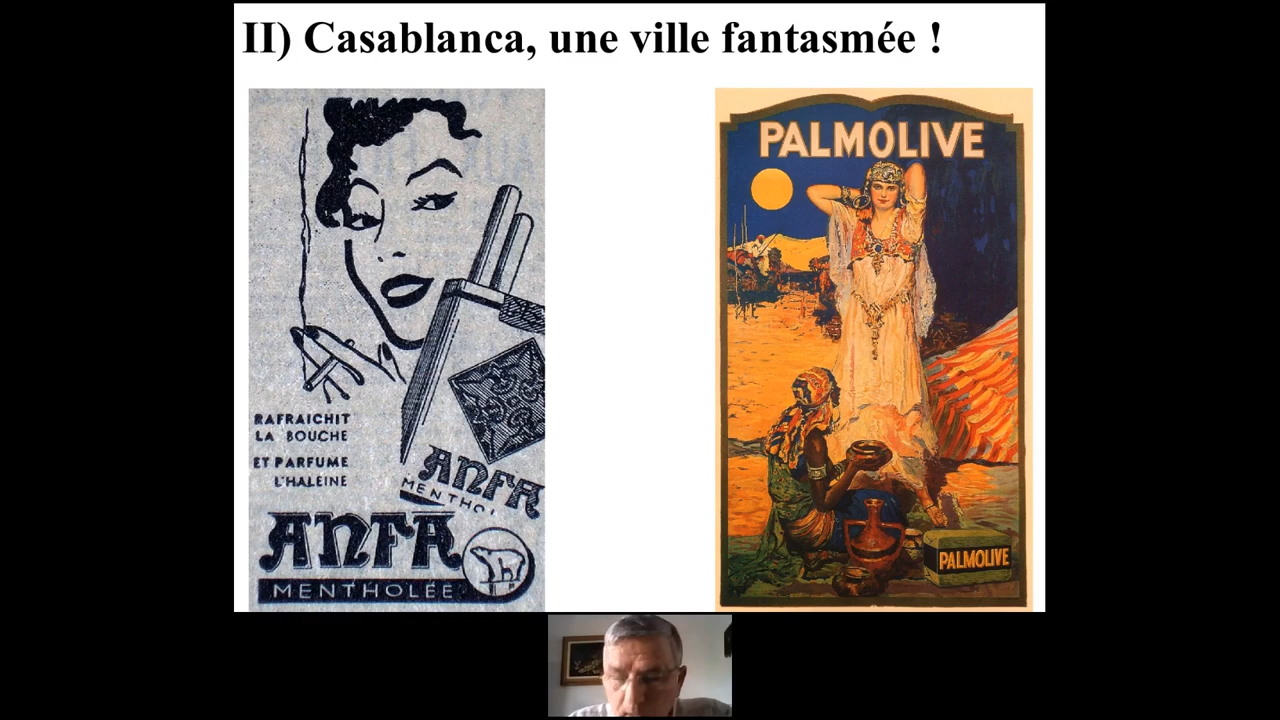 II) Casablanca, une ville fantasmée !
RAFRAICHIT
LA BOUCHE
ET PARFUME
L'HALEINE
ANFA
MENTHOL
ANFA
MENTHOLÉE
PALMOLIVE
PALMOLIVE